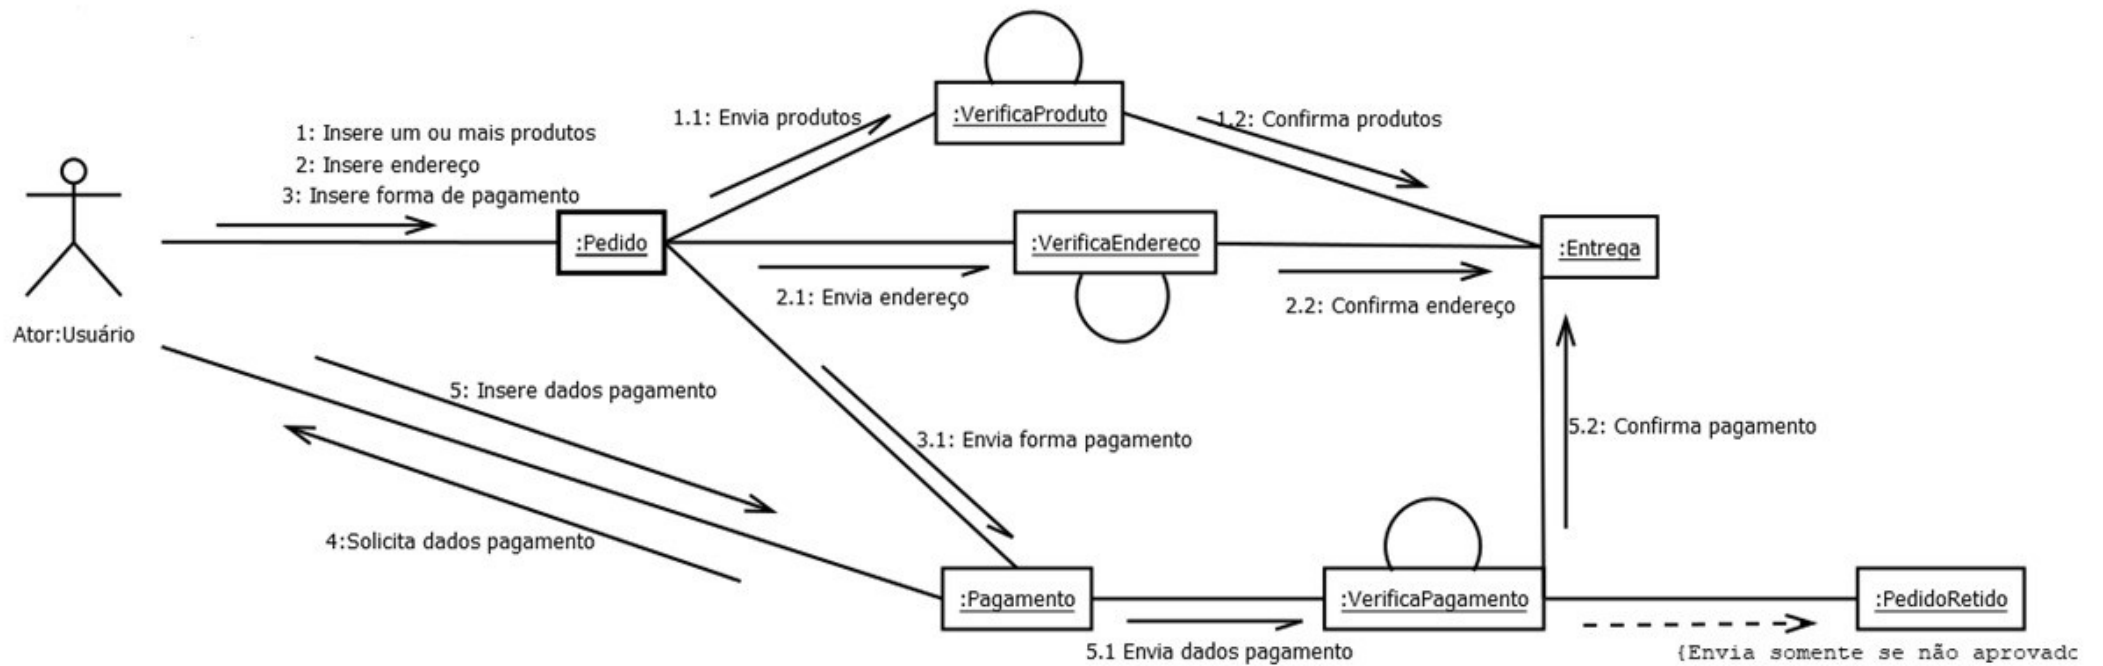 1: Insere um ou mais produtos
2: Insere endereço
3: Insere forma de pagamento
Ator:Usuário
:Pedido
1.1: Envia produtos
:VerificaProduto
1.2: Confirma produtos
:VerificaEndereco
2.1: Envia endereço
2.2: Confirma endereço
:Entrega
5: Insere dados pagamento
4:Solicita dados pagamento
3.1: Envia forma pagamento
5.2: Confirma pagamento
:Pagamento
:VerificaPagamento
:PedidoRetido
5.1 Envia dados pagamento
{Envia somente se não aprovado